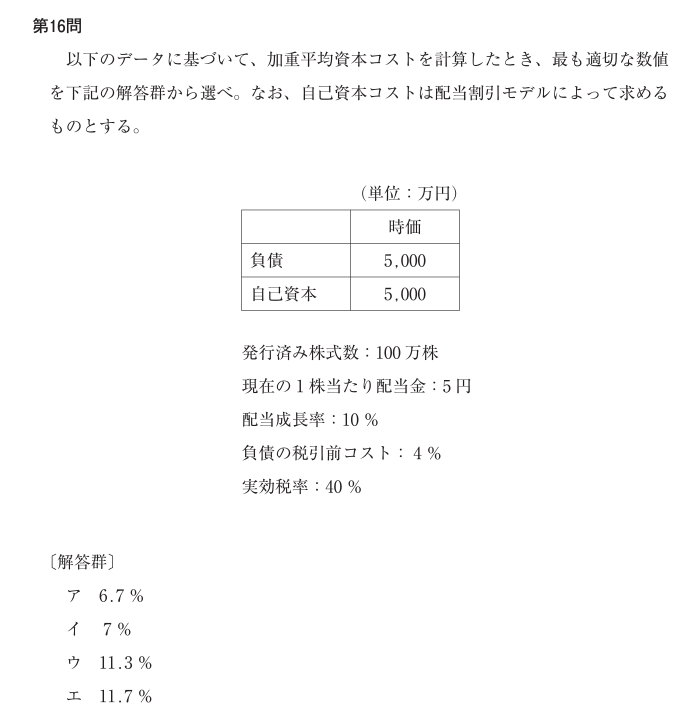 第16問
以下のデータに基づいて、加重平均資本コストを計算したとき、最も適切な数値
を下記の解答群から選べ。なお、自己資本コストは配当割引モデルによって求める
ものとする。
（単位：万円）
時価
負債 5,000
自己資本 5,000
発行済み株式数：100 万株
現在の 1 株当たり配当金：5 円
配当成長率：10 %
負債の税引前コスト： 4 %
実効税率：40 %
〔解答群〕
ア 6.7 %
イ 7 %
ウ 11.3 %
エ 11.7 %